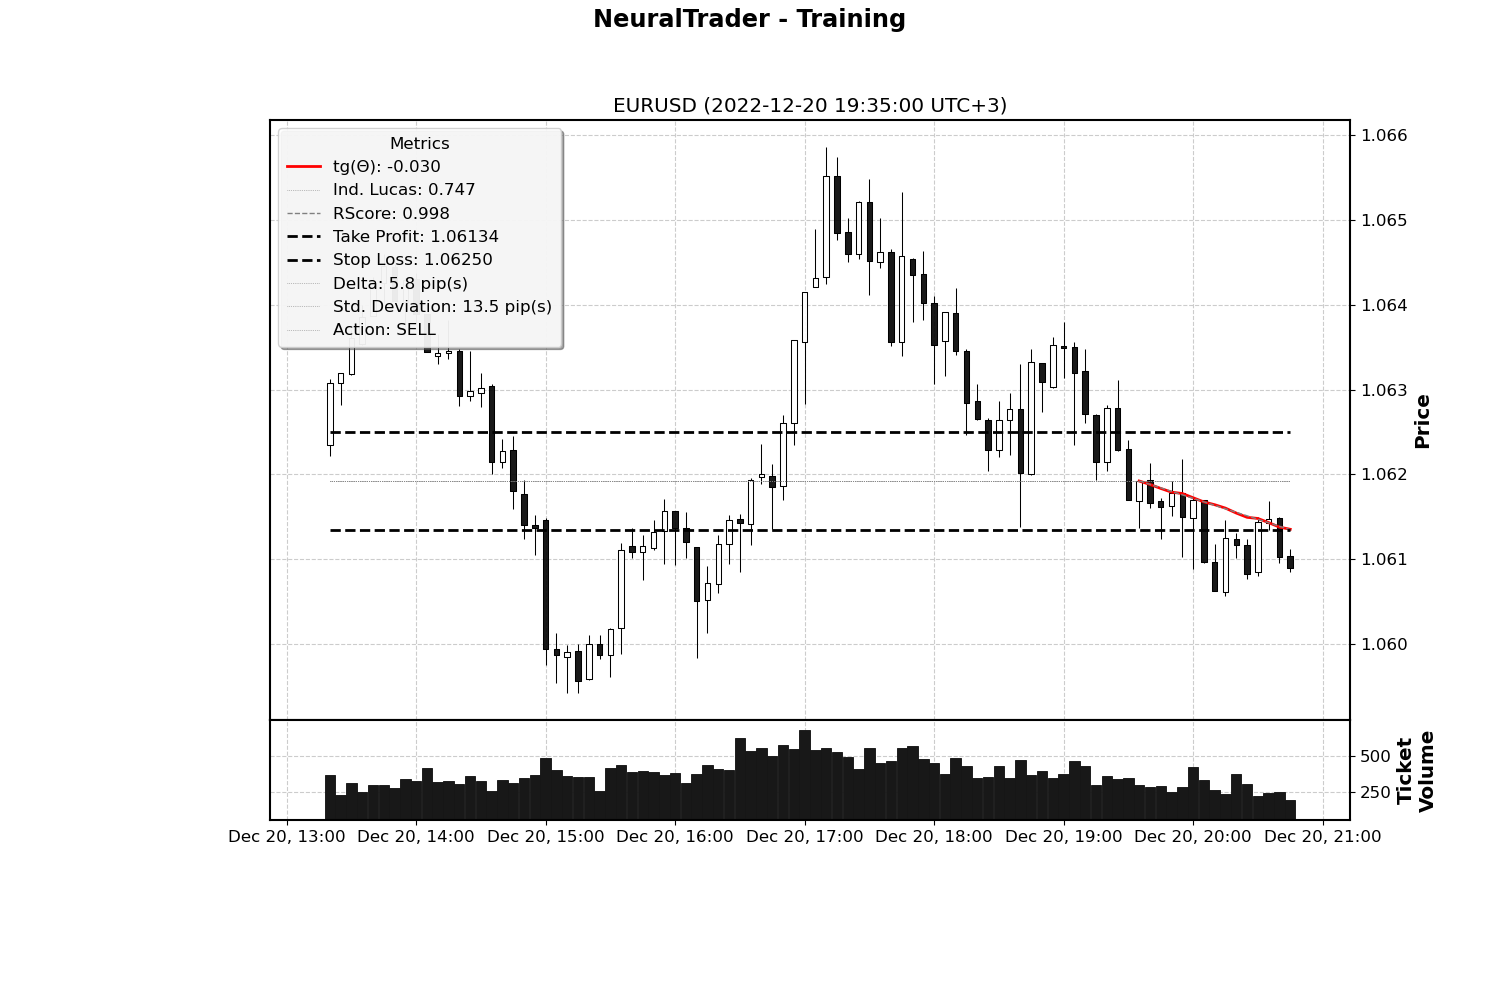 NeuralTrader - Training
EURUSD (2022-12-20 19:35:00 UTC+3)
Metrics
tg(Θ): -0.030
Ind. Lucas: 0.747
RScore: 0.998
Take Profit: 1.06134
Stop Loss: 1.06250
Delta: 5.8 pip(s)
Std. Deviation: 13.5 pip(s)
Action: SELL
1.066
1.065
1.064
1.063
1.062
1.061
1.060
Price
500
250
Ticket
Volume
Dec 20, 13:00
Dec 20, 14:00
Dec 20, 15:00
Dec 20, 16:00
Dec 20, 17:00
Dec 20, 18:00
Dec 20, 19:00
Dec 20, 20:00
Dec 20, 21:00